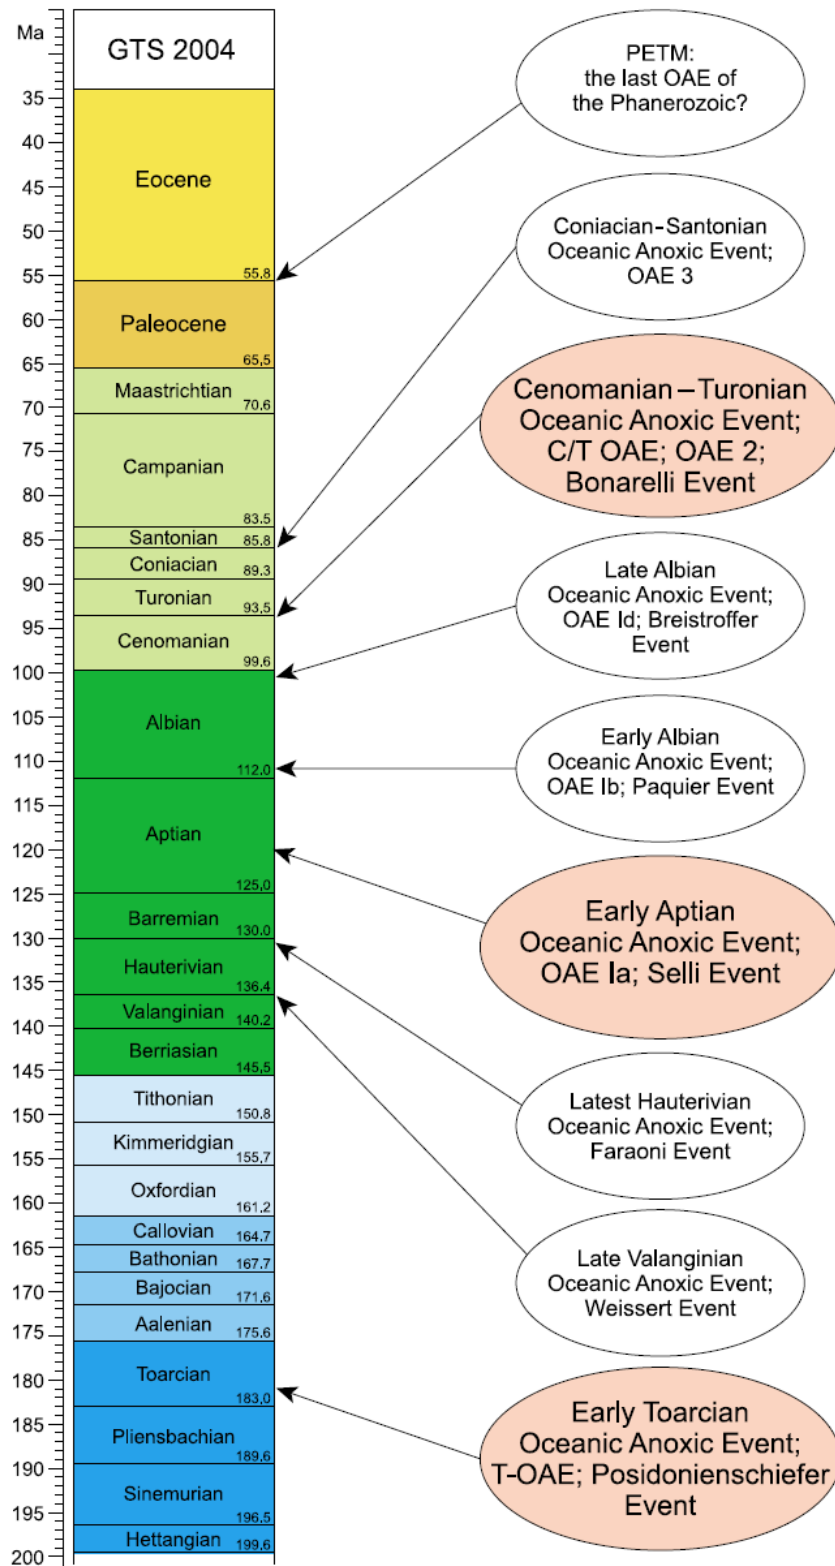 Ma
GTS 2004
35
40
45
50
55
60
65
70
75
80
85
90
95
100
105
110
115
120
125
130
135
140
145
150
155
160
165
170
175
180
185
190
195
200
Eocene
55,8
Paleocene
65,5
Maastrichtian
70.6
Campanian
83.5
Santonian
85.8
Coniacian
89.3
Turonian
93,5
Cenomanian
99,6
Albian
112.0
Aptian
125,0
Barremian
130.0
Hauterivian
136.4
Valanginian
140.2
Berriasian
145,5
Tithonian
150.8
Kimmeridgian
155,7
Oxfordian
161.2
Callovian
164.7
Bathonian
167.7
Bajocian
171.6
Aalenian
175.6
Toarcian
183,0
Pliensbachian
189.6
Sinemurian
196.5
Hettangian
199.6
PETM:
the last OAE of
the Phanerozoic?
Coniacian–Santonian
Oceanic Anoxic Event;
OAE 3
Cenomanian–Turonian
Oceanic Anoxic Event;
C/T OAE; OAE 2;
Bonarelli Event
Late Albian
Oceanic Anoxic Event;
OAE Id; Breistroffer
Event
Early Albian
Oceanic Anoxic Event;
OAE Ib; Paquier Event
Early Aptian
Oceanic Anoxic Event;
OAE Ia; Selli Event
Latest Hauterivian
Oceanic Anoxic Event;
Faraoni Event
Late Valanginian
Oceanic Anoxic Event;
Weissert Event
Early Toarcian
Oceanic Anoxic Event;
T-OAE; Posidonienschiefer
Event